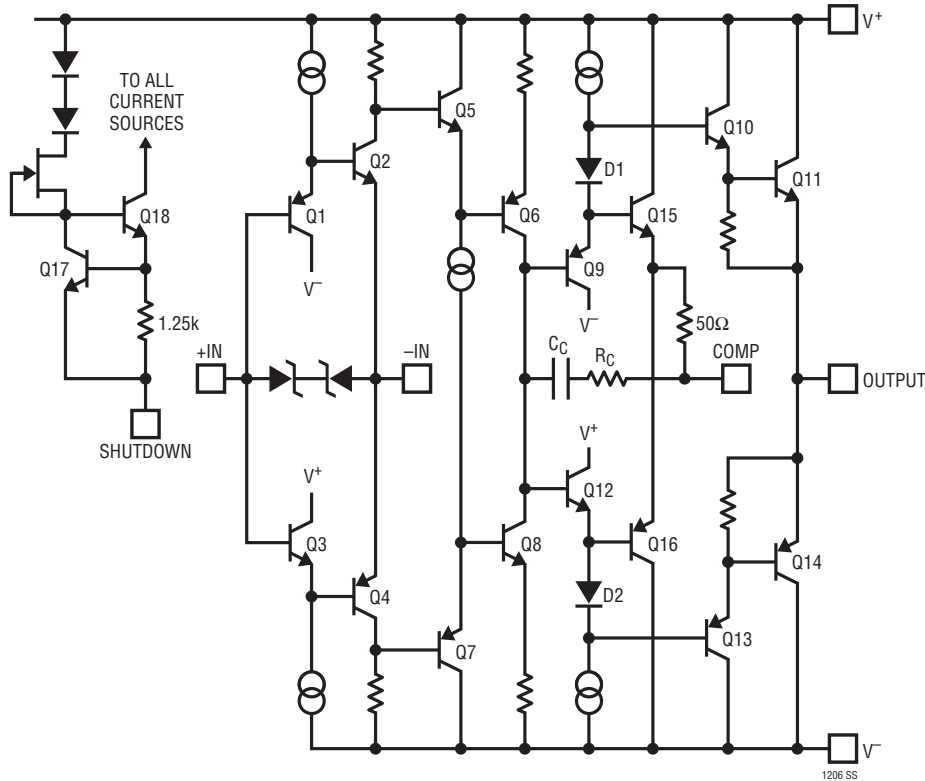 V+
TO ALL
CURRENT
SOURCES
Q5
Q10
Q2
D1
Q11
Q18
Q1
Q6
Q15
Q17
Q9
V–
V–
1.25k
50Ω
CC
RC
+IN
–IN
COMP
OUTPUT
SHUTDOWN
V+
V+
Q12
Q3
Q8
Q16
Q14
Q4
D2
Q7
Q13
V–
1206 SS